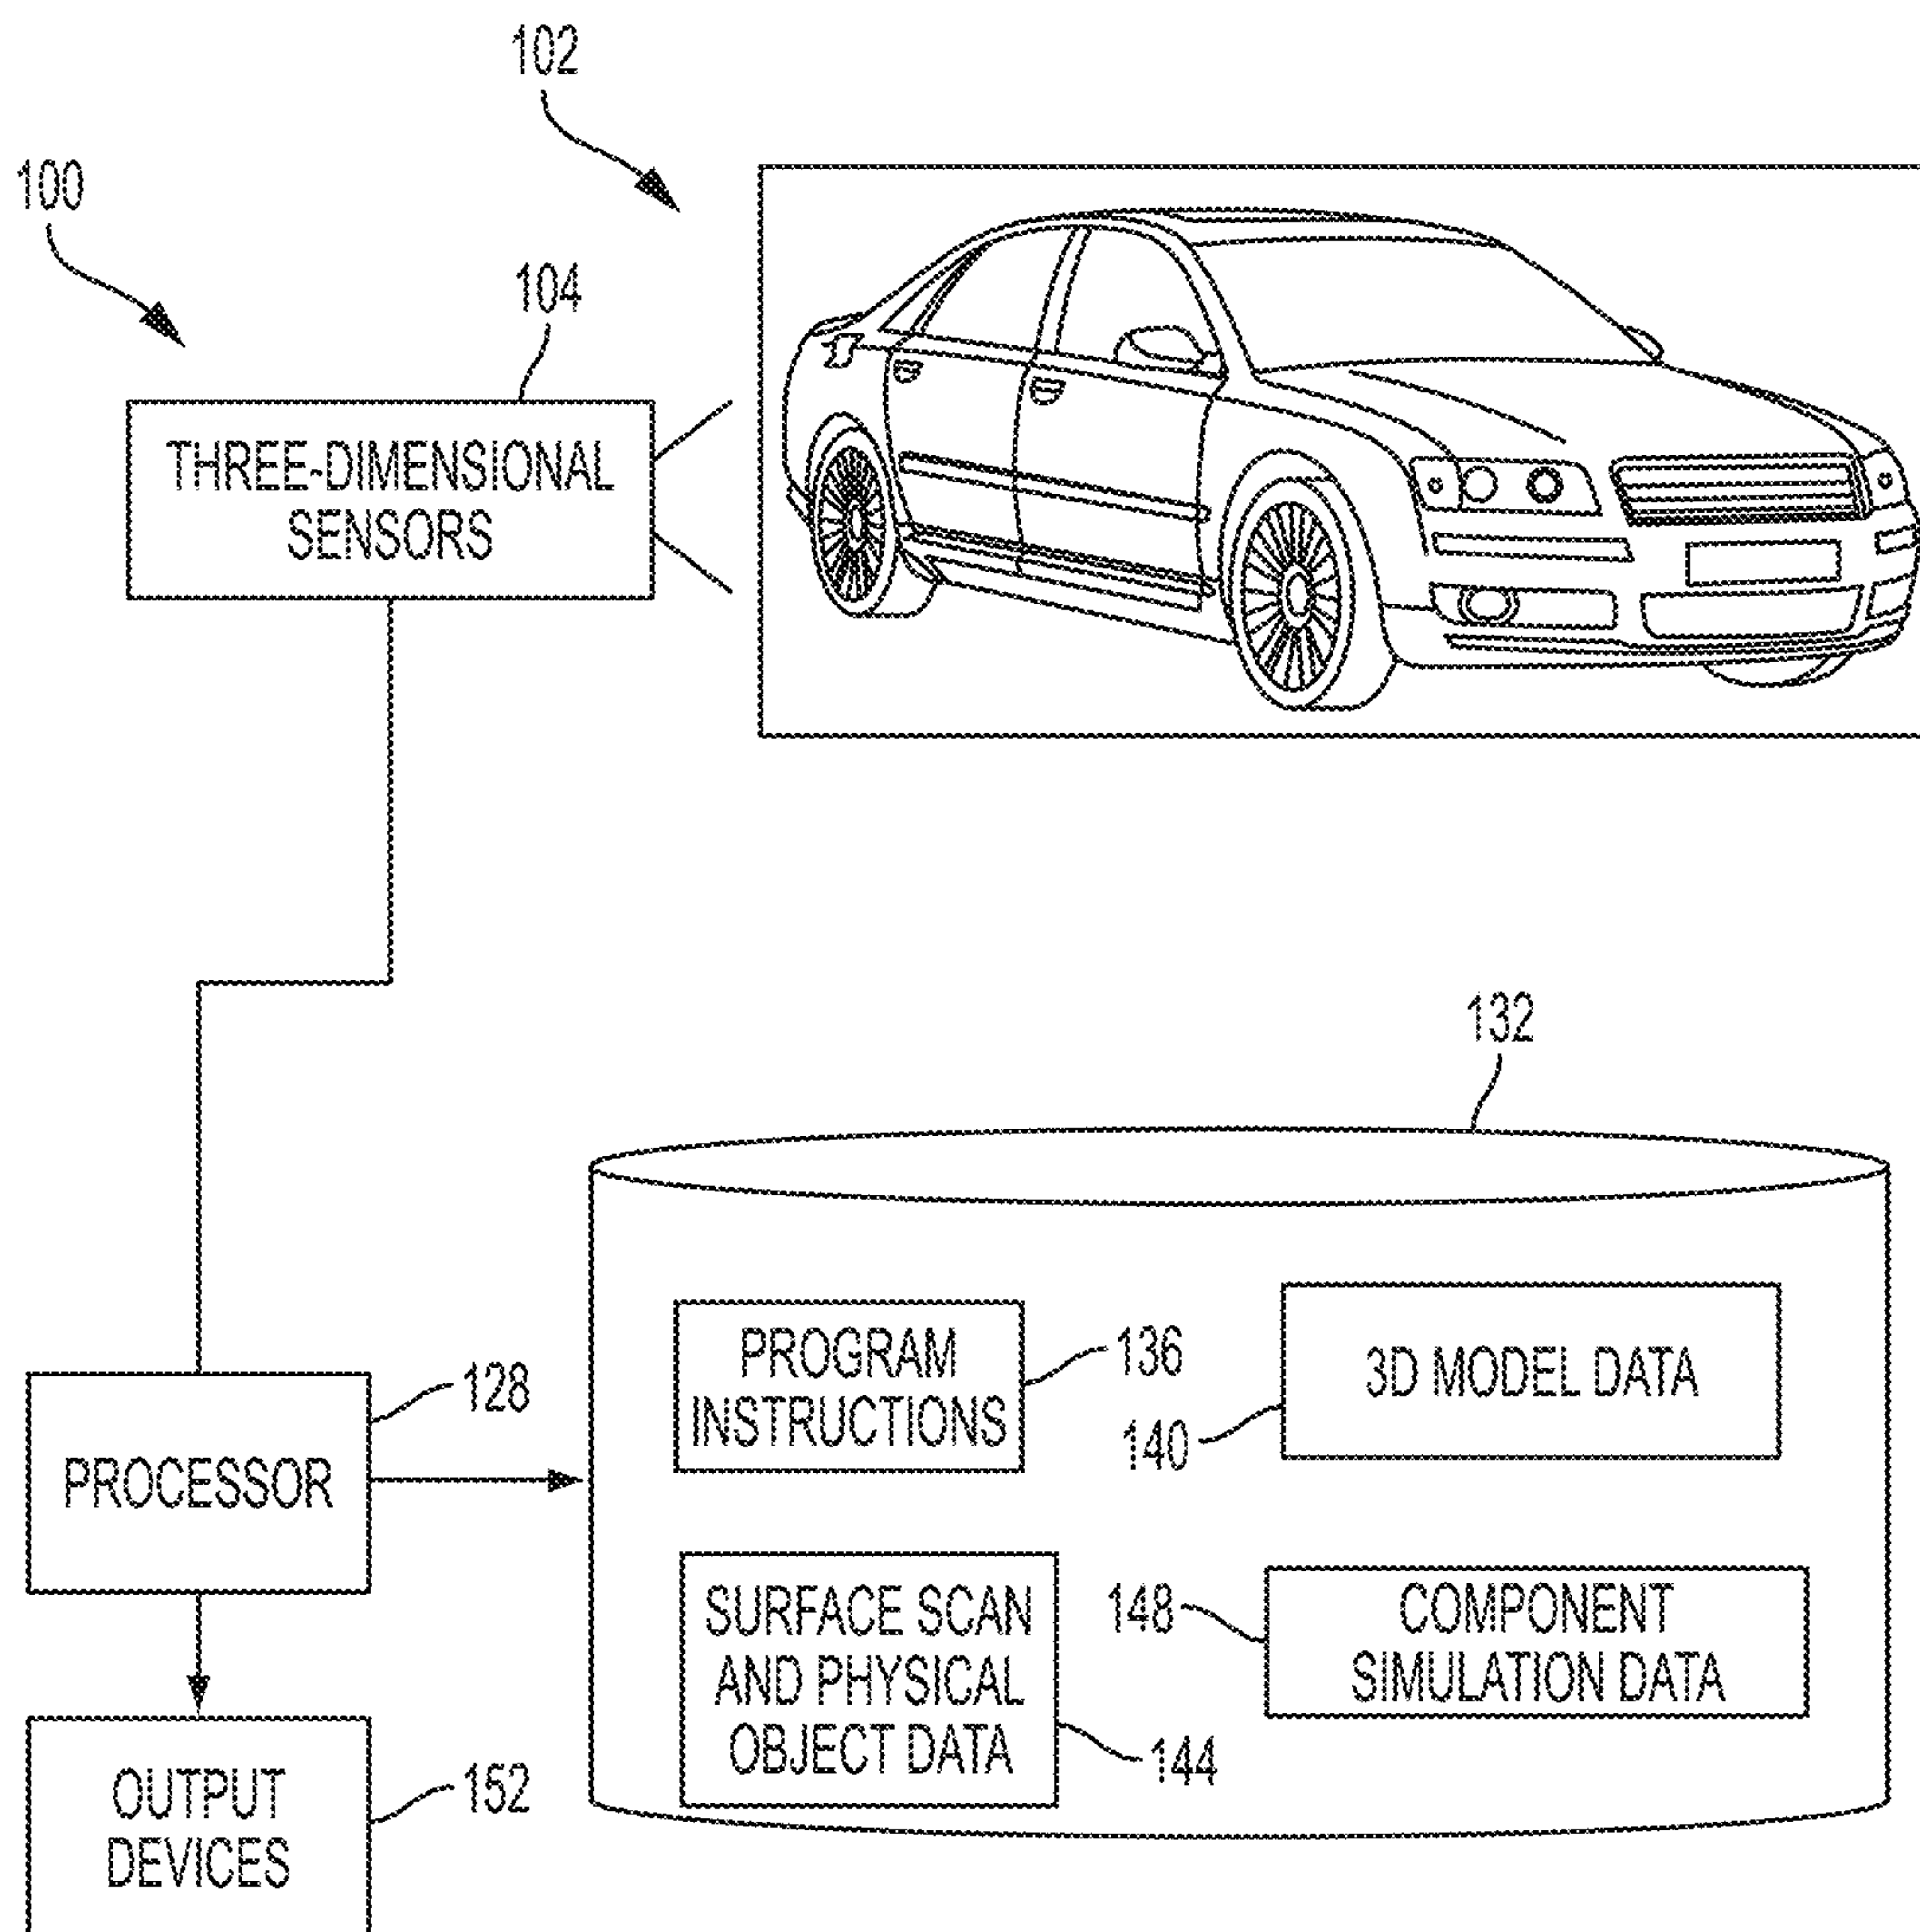 102
100
104
THREE-DIMENSIONAL
SENSORS
132
PROGRAM
INSTRUCTIONS
136
3D MODEL DATA
140
128
PROCESSOR
SURFACE SCAN
AND PHYSICAL
OBJECT DATA
144
148
COMPONENT
SIMULATION DATA
OUTPUT
DEVICES
152